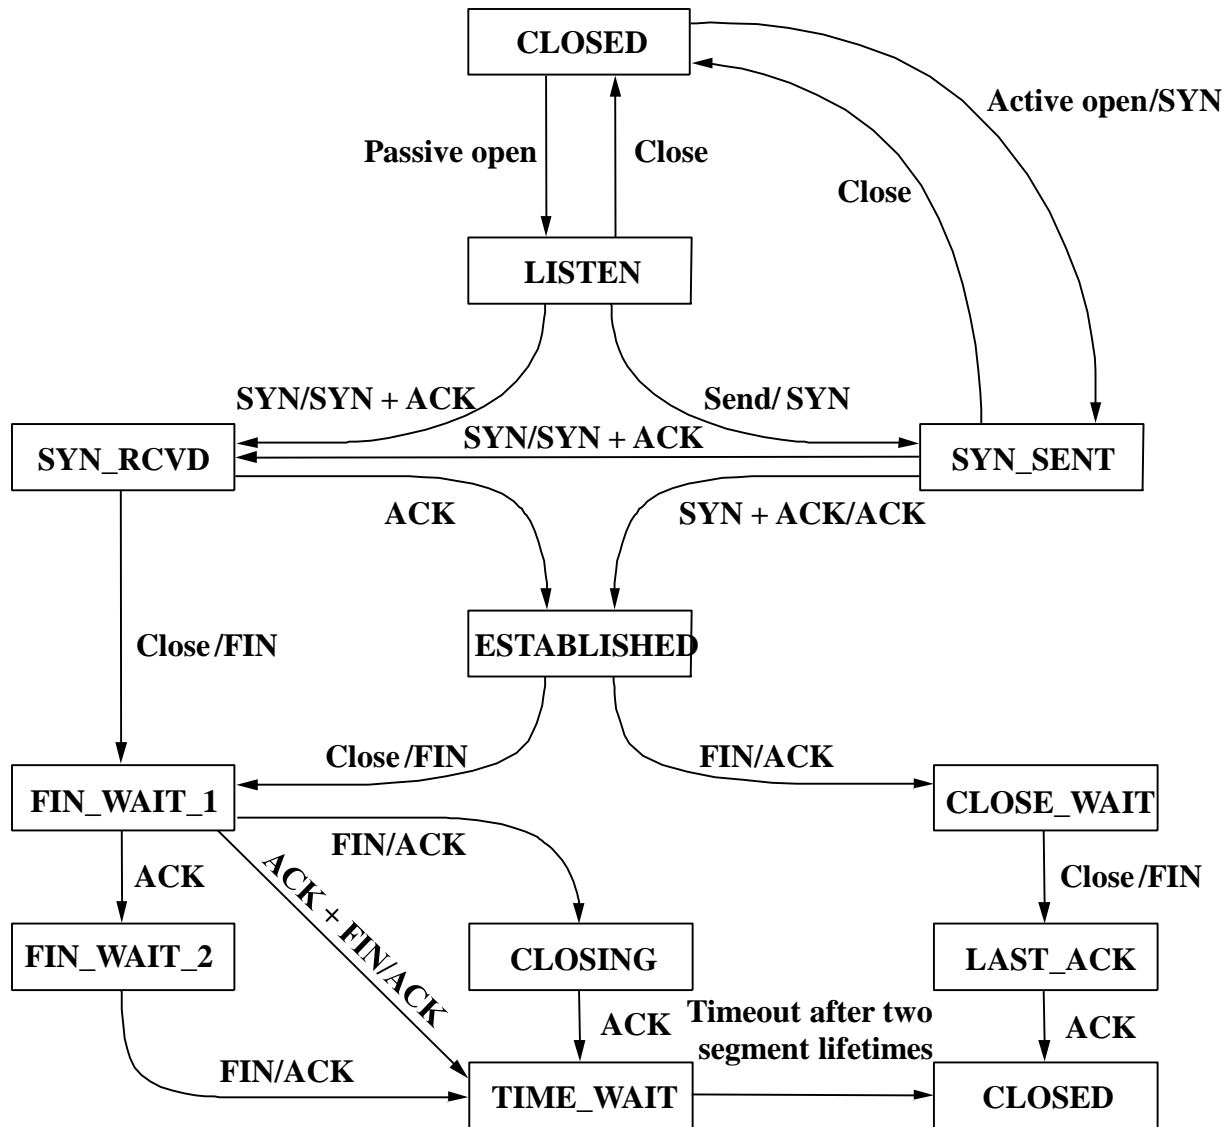 CLOSED
Active open/SYN
Passive open
Close
Close
LISTEN
SYN/SYN + ACK
Send/ SYN
SYN/SYN + ACK
SYN_RCVD
SYN_SENT
ACK
SYN + ACK/ACK
Close /FIN
ESTABLISHED
Close /FIN
FIN/ACK
FIN_WAIT_1
CLOSE_WAIT
FIN/ACK
ACK
ACK + FIN/ACK
Close /FIN
FIN_WAIT_2
CLOSING
LAST_ACK
ACK
Timeout after two
segment lifetimes
ACK
FIN/ACK
TIME_WAIT
CLOSED